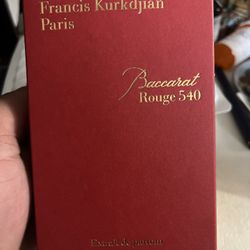 Francis Kurkdjian
Paris
Baccarat
Rouge 540
Extrait de parfum